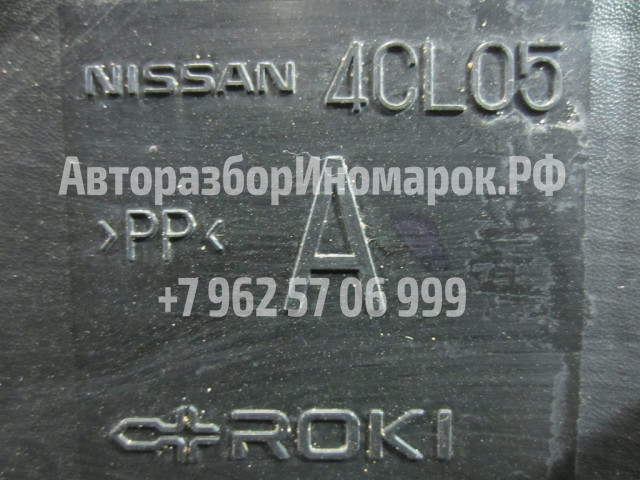 NISSAN 4CL05
АвторазборИномарок.РФ
>PP< A
+7 962 57 06 999
ROKI